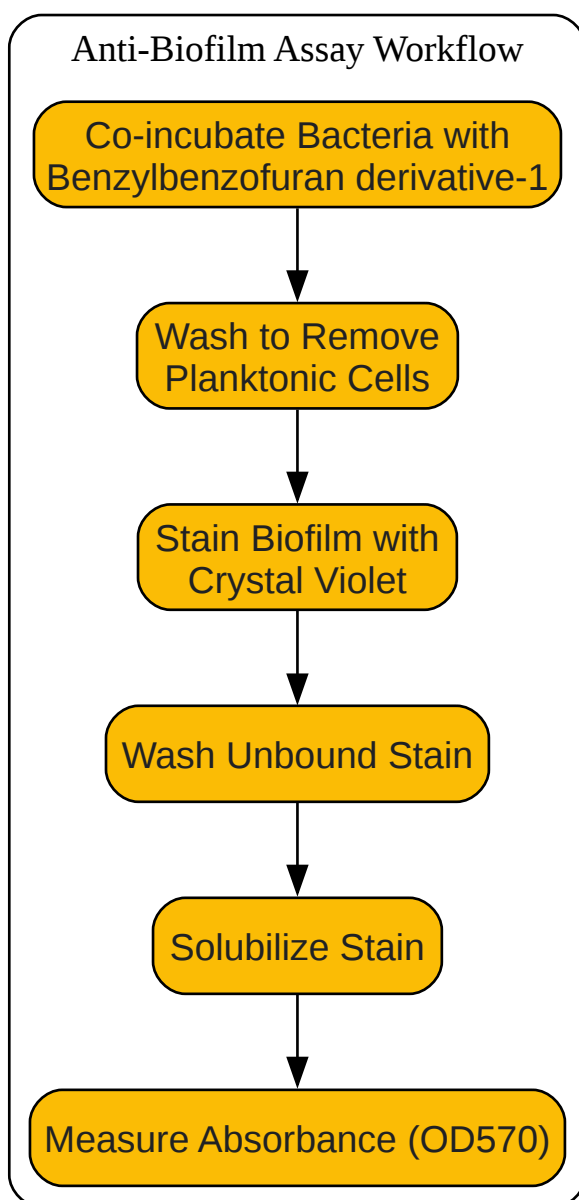 Anti-Biofilm Assay Workflow
Co-incubate Bacteria with
Benzylbenzofuran derivative-1
Wash to Remove
Planktonic Cells
Stain Biofilm with
Crystal Violet
Wash Unbound Stain
Solubilize Stain
Measure Absorbance (OD570)